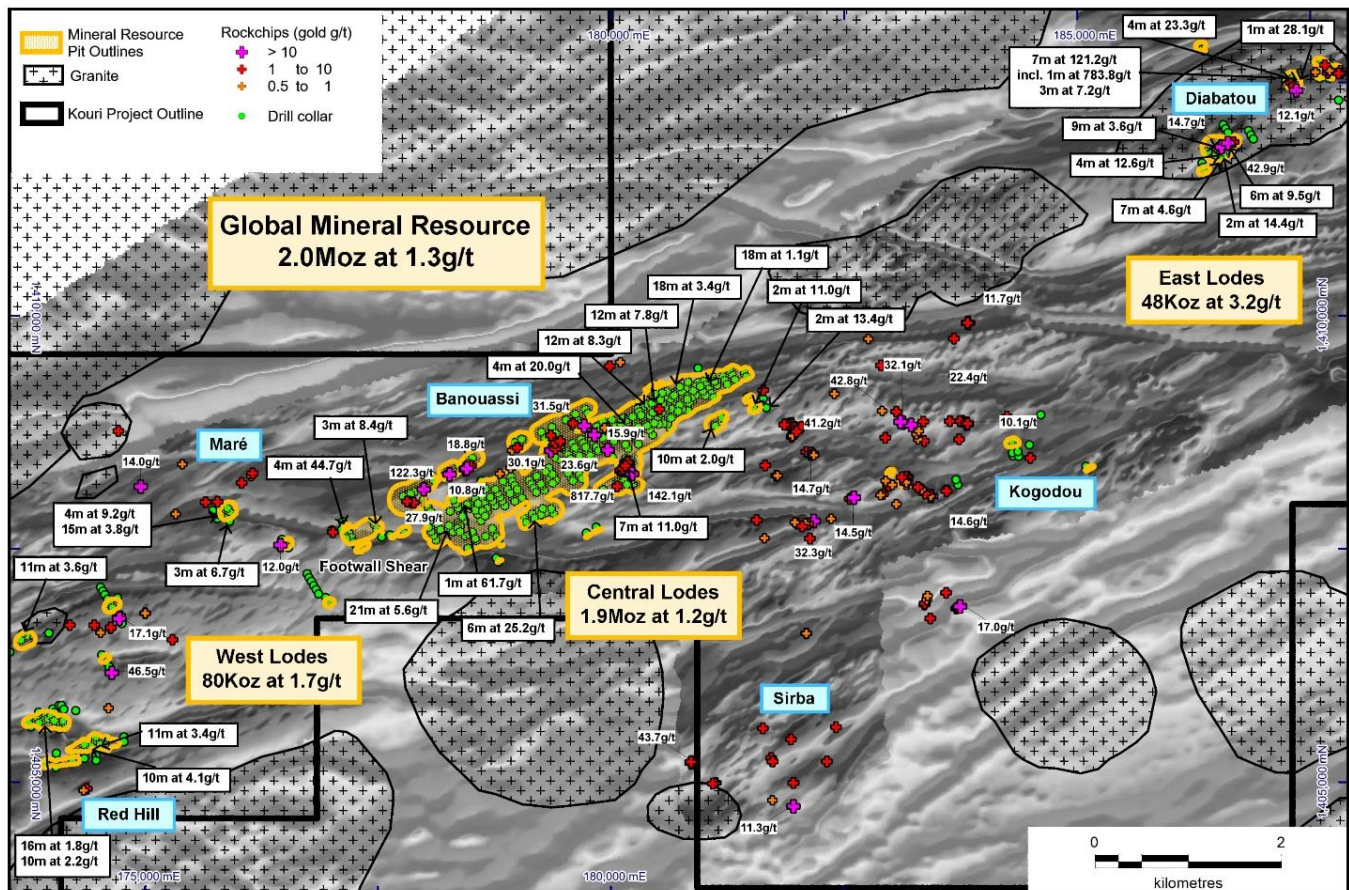 Mineral Resource
Pit Outlines
Granite
Kouri Project Outline
Rockchips (gold g/t)
> 10
1 to 10
0.5 to 1
Drill collar
180,000 mE
185,000 mE
4m at 23.3g/t
1m at 28.1g/t
7m at 121.2g/t
incl. 1m at 783.8g/t
3m at 7.2g/t
Diabatou
14.7g/t
12.1g/t
9m at 3.6g/t
4m at 12.6g/t
42.9g/t
6m at 9.5g/t
7m at 4.6g/t
2m at 14.4g/t
Global Mineral Resource
2.0Moz at 1.3g/t
East Lodes
48Koz at 3.2g/t
1,410,000 mN
1,410,000 mN
18m at 1.1g/t
18m at 3.4g/t
2m at 11.0g/t
12m at 7.8g/t
2m at 13.4g/t
12m at 8.3g/t
4m at 20.0g/t
11.7g/t
32.1g/t
42.8g/t
22.4g/t
Banouassi
31.5g/t
15.9g/t
41.2g/t
10.1g/t
Maré
3m at 8.4g/t
18.8g/t
30.1g/t
23.6g/t
10m at 2.0g/t
14.0g/t
4m at 44.7g/t
122.3g/t
10.8g/t
817.7g/t
142.1g/t
14.7g/t
Kogodou
4m at 9.2g/t
15m at 3.8g/t
27.9g/t
7m at 11.0g/t
14.5g/t
14.6g/t
32.3g/t
11m at 3.6g/t
3m at 6.7g/t
12.0g/t
Footwall Shear
1m at 61.7g/t
21m at 5.6g/t
6m at 25.2g/t
Central Lodes
1.9Moz at 1.2g/t
17.0g/t
17.1g/t
46.5g/t
West Lodes
80Koz at 1.7g/t
Sirba
43.7g/t
11m at 3.4g/t
10m at 4.1g/t
1,405,000 mN
1,405,000 mN
Red Hill
11.3g/t
16m at 1.8g/t
10m at 2.2g/t
175,000 mE
180,000 mE
0
2
kilometres